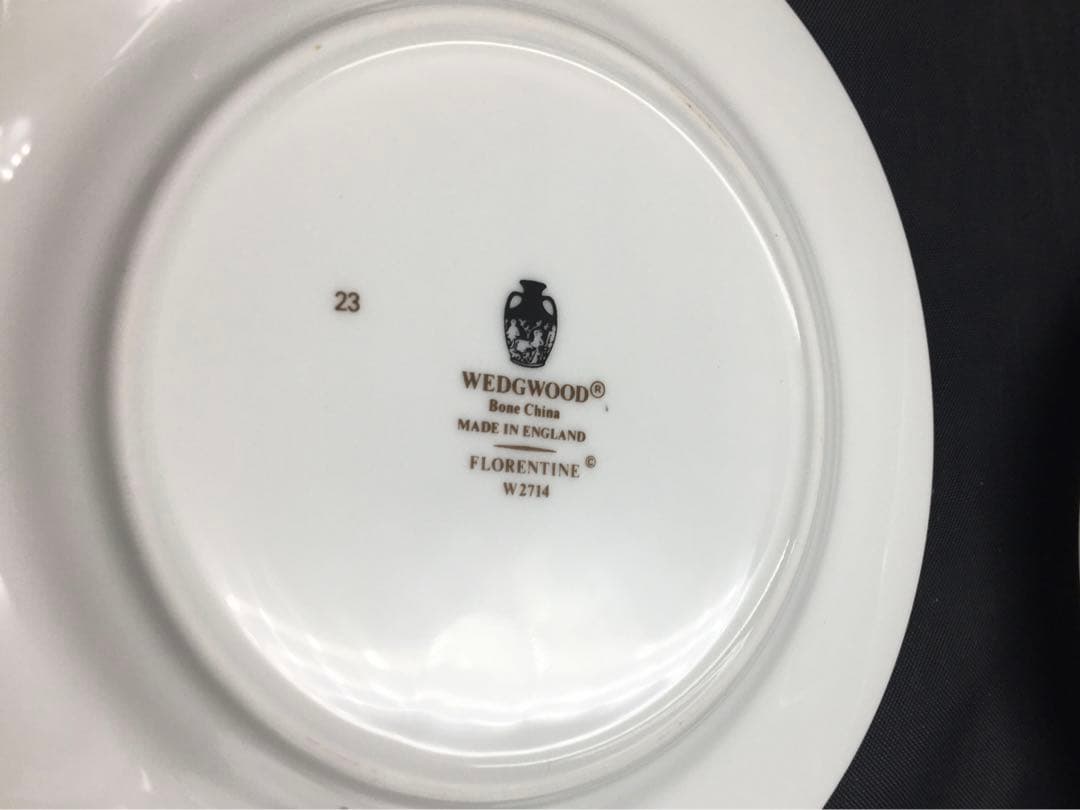 23
WEDGWOOD®
Bone China
MADE IN ENGLAND
FLORENTINE ©
W2714